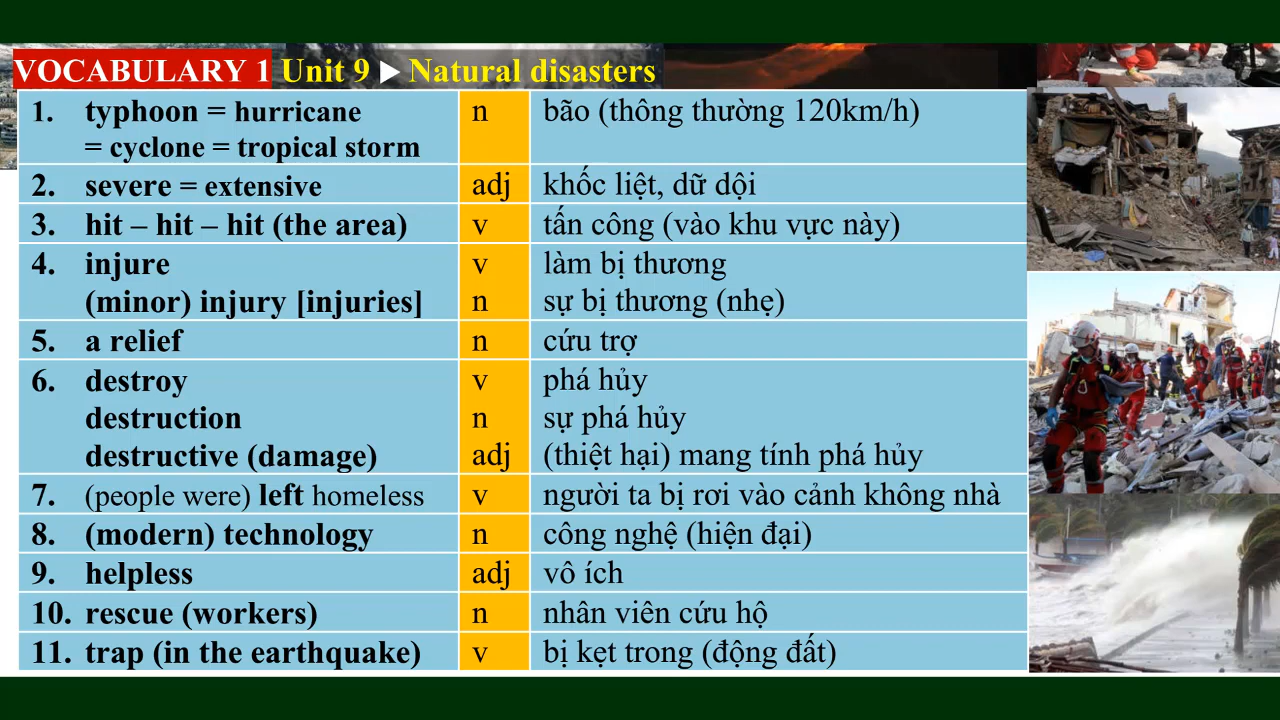 VOCABULARY 1 Unit 9 ▶ Natural disasters
1. typhoon = hurricane n bão (thông thường 120km/h)
= cyclone = tropical storm
2. severe = extensive adj khốc liệt, dữ dội
3. hit – hit – hit (the area) v tấn công (vào khu vực này)
4. injure v làm bị thương
(minor) injury [injuries] n sự bị thương (nhẹ)
5. a relief n cứu trợ
6. destroy v phá hủy
destruction n sự phá hủy
destructive (damage) adj (thiệt hại) mang tính phá hủy
7. (people were) left homeless v người ta bị rơi vào cảnh không nhà
8. (modern) technology n công nghệ (hiện đại)
9. helpless adj vô ích
10. rescue (workers) n nhân viên cứu hộ
11. trap (in the earthquake) v bị kẹt trong (động đất)